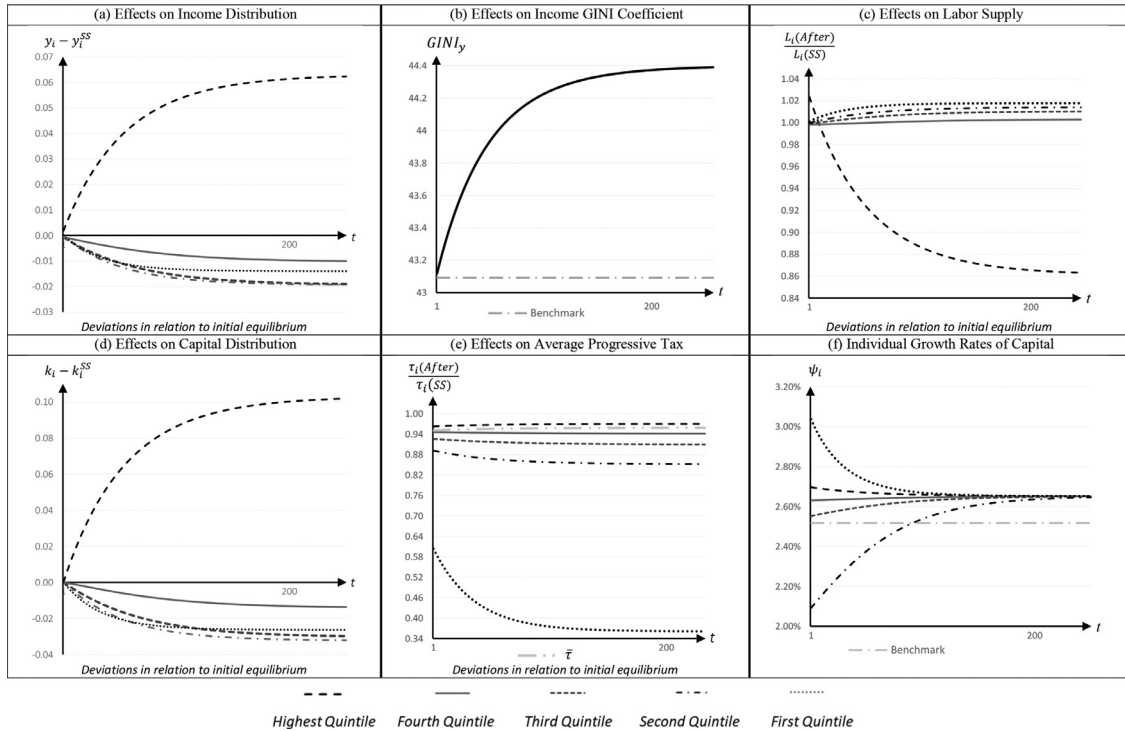 (a) Effects on Income Distribution
y_i − y_i^SS
0.07
0.06
0.05
0.04
0.03
0.02
0.01
0.00
-0.01
-0.02
-0.03
200
t
Deviations in relation to initial equilibrium
(b) Effects on Income GINI Coefficient
GINI_y
44.4
44.2
44
43.8
43.6
43.4
43.2
43
1
200
t
Benchmark
(c) Effects on Labor Supply
L_i(After)
L_i(SS)
1.04
1.02
1.00
0.98
0.96
0.94
0.92
0.90
0.88
0.86
0.84
1
200
t
Deviations in relation to initial equilibrium
(d) Effects on Capital Distribution
k_i − k_i^SS
0.10
0.08
0.06
0.04
0.02
0.00
-0.02
-0.04
200
t
Deviations in relation to initial equilibrium
(e) Effects on Average Progressive Tax
τ_i(After)
τ_i(SS)
1.00
0.94
0.88
0.82
0.76
0.70
0.64
0.58
0.52
0.46
0.40
0.34
1
200
t
τ̄
Deviations in relation to initial equilibrium
(f) Individual Growth Rates of Capital
ψ_i
3.20%
3.00%
2.80%
2.60%
2.40%
2.20%
2.00%
1
200
t
Benchmark
Highest Quintile
Fourth Quintile
Third Quintile
Second Quintile
First Quintile